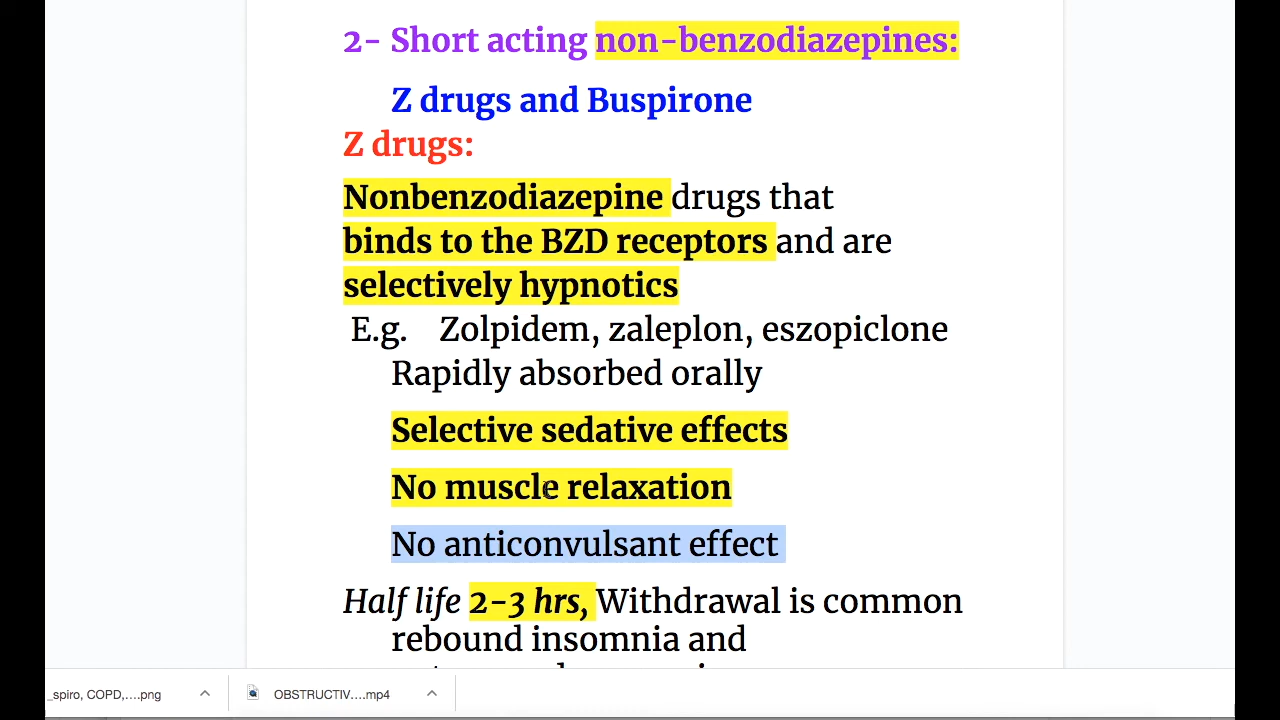 2- Short acting non-benzodiazepines:
Z drugs and Buspirone
Z drugs:
Nonbenzodiazepine drugs that
binds to the BZD receptors and are
selectively hypnotics
E.g. Zolpidem, zaleplon, eszopiclone
Rapidly absorbed orally
Selective sedative effects
No muscle relaxation
No anticonvulsant effect
Half life 2-3 hrs, Withdrawal is common
rebound insomnia and
_spiro, COPD,....png
OBSTRUCTIV....mp4